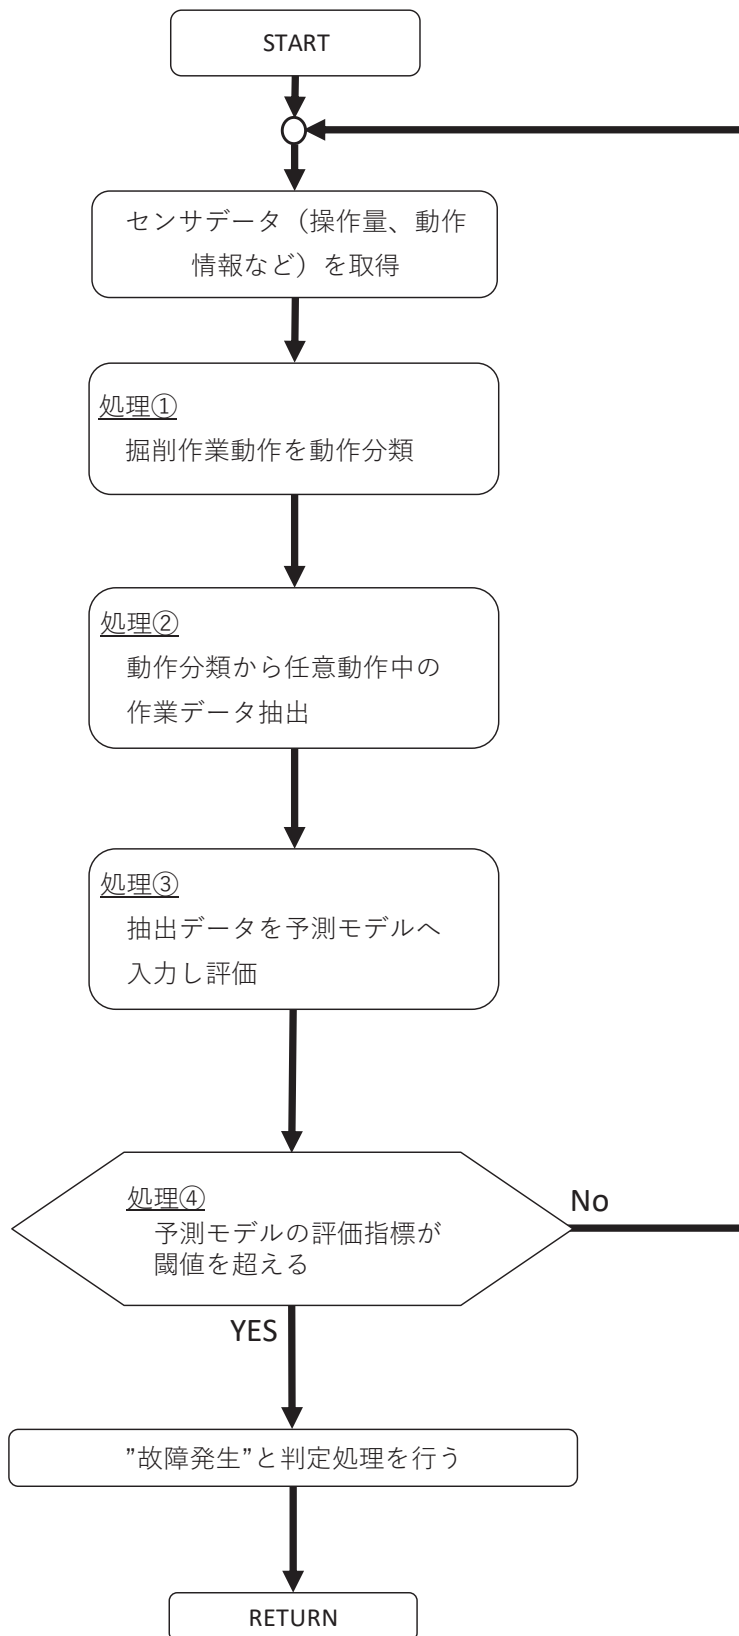 START
センサデータ（操作量、動作
情報など）を取得
処理①
掘削作業動作を動作分類
処理②
動作分類から任意動作中の
作業データ抽出
処理③
抽出データを予測モデルへ
入力し評価
処理④
予測モデルの評価指標が
閾値を超える
No
YES
”故障発生”と判定処理を行う
RETURN